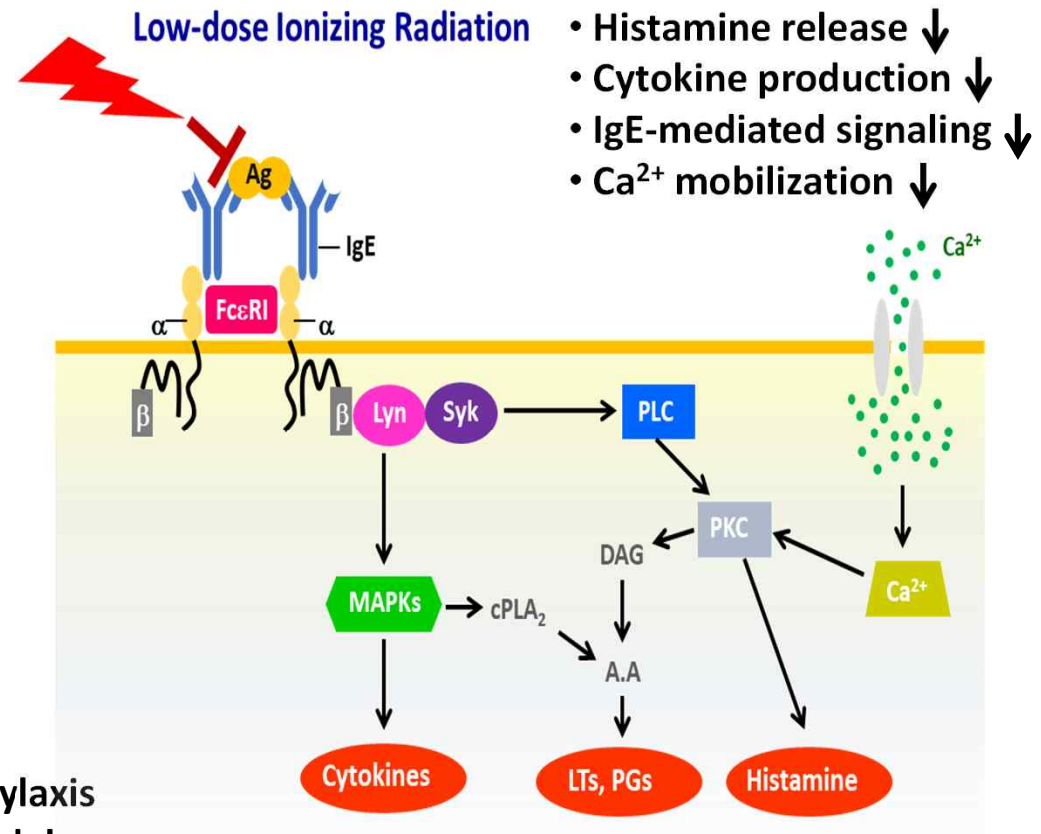 Low-dose Ionizing Radiation
• Histamine release ↓
• Cytokine production ↓
• IgE-mediated signaling ↓
• Ca²⁺ mobilization ↓
Ag
IgE
Ca²⁺
FcεRI
α
α
β
β
Lyn
Syk
PLC
PKC
DAG
Ca²⁺
MAPKs
cPLA₂
A.A
Cytokines
LTs, PGs
Histamine
ylaxis